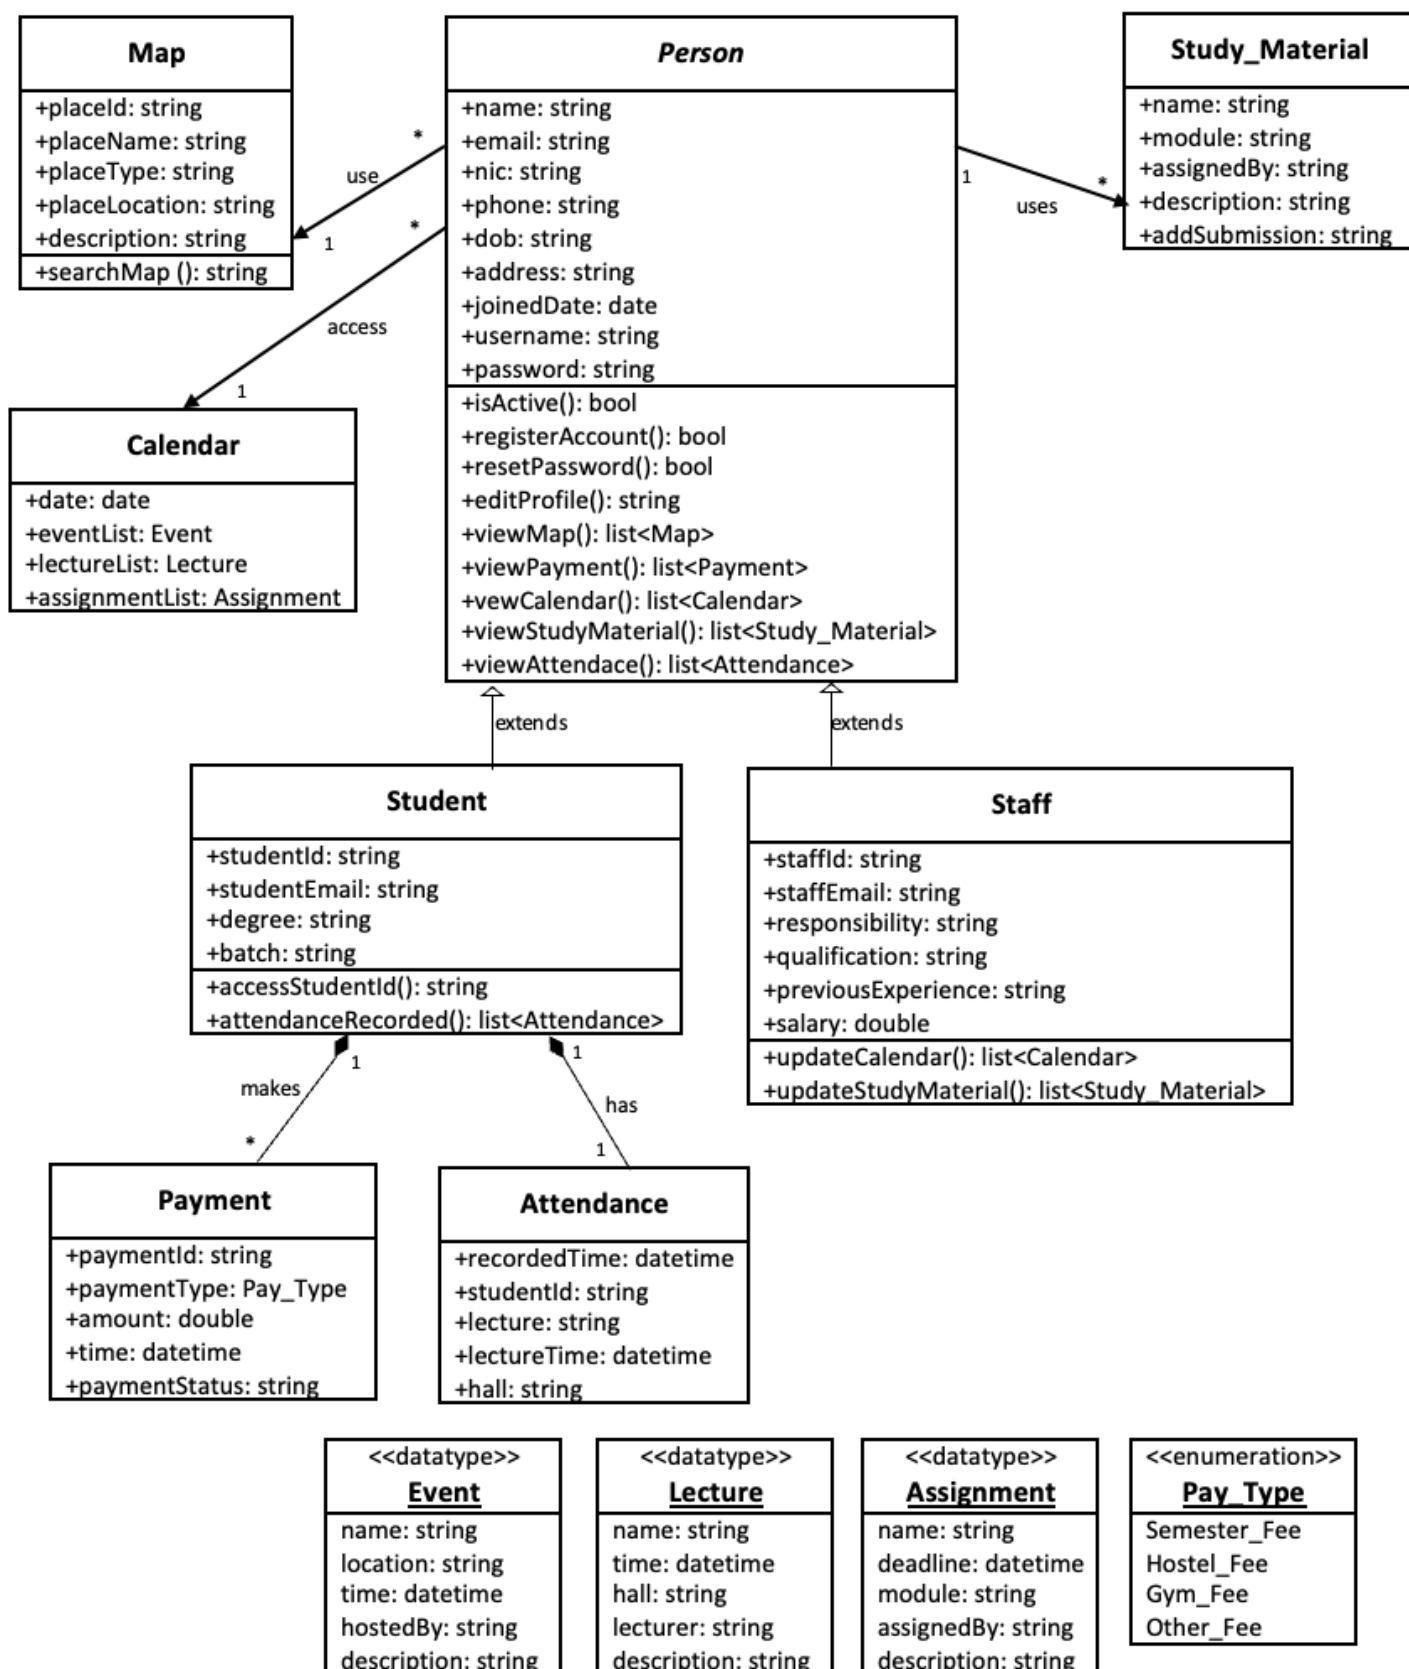 Map
+placeId: string
+placeName: string
+placeType: string
+placeLocation: string
+description: string
+searchMap (): string
Person
+name: string
+email: string
+nic: string
+phone: string
+dob: string
+address: string
+joinedDate: date
+username: string
+password: string
+isActive(): bool
+registerAccount(): bool
+resetPassword(): bool
+editProfile(): string
+viewMap(): list<Map>
+viewPayment(): list<Payment>
+vewCalendar(): list<Calendar>
+viewStudyMaterial(): list<Study_Material>
+viewAttendace(): list<Attendance>
Study_Material
+name: string
+module: string
+assignedBy: string
+description: string
+addSubmission: string
*
use
1
*
access
1
1
uses
*
Calendar
+date: date
+eventList: Event
+lectureList: Lecture
+assignmentList: Assignment
extends
extends
Student
+studentId: string
+studentEmail: string
+degree: string
+batch: string
+accessStudentId(): string
+attendanceRecorded(): list<Attendance>
Staff
+staffId: string
+staffEmail: string
+responsibility: string
+qualification: string
+previousExperience: string
+salary: double
+updateCalendar(): list<Calendar>
+updateStudyMaterial(): list<Study_Material>
1
makes
*
1
has
1
Payment
+paymentId: string
+paymentType: Pay_Type
+amount: double
+time: datetime
+paymentStatus: string
Attendance
+recordedTime: datetime
+studentId: string
+lecture: string
+lectureTime: datetime
+hall: string
<<datatype>>
Event
name: string
location: string
time: datetime
hostedBy: string
description: string
<<datatype>>
Lecture
name: string
time: datetime
hall: string
lecturer: string
description: string
<<datatype>>
Assignment
name: string
deadline: datetime
module: string
assignedBy: string
description: string
<<enumeration>>
Pay_Type
Semester_Fee
Hostel_Fee
Gym_Fee
Other_Fee